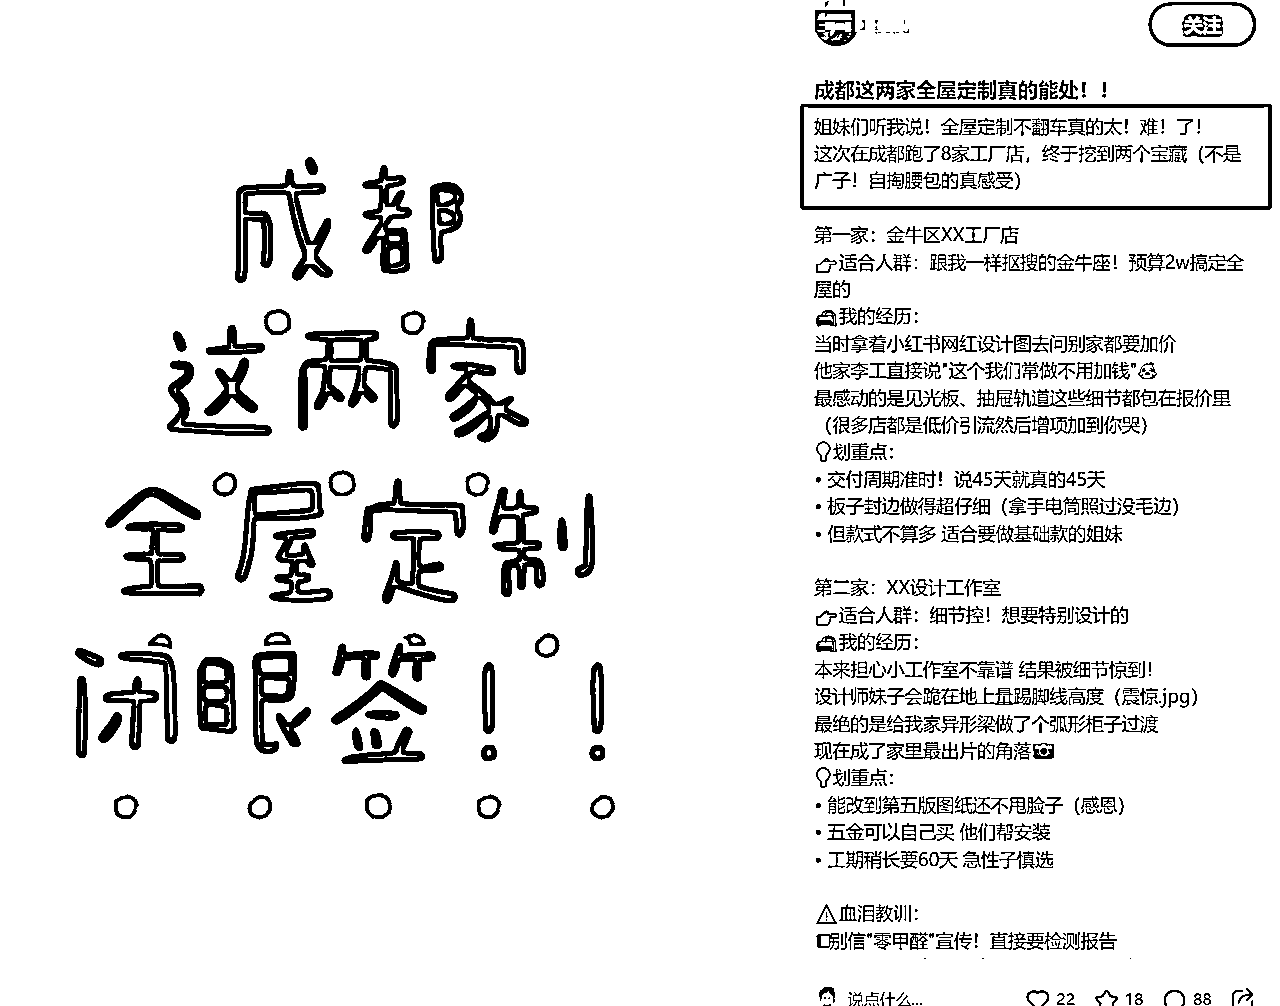 成都
这两家
全屋定制
闭眼签！！
关注
成都这两家全屋定制真的能处！！
姐妹们听我说！全屋定制不翻车真的太！难！了！
这次在成都跑了8家工厂店，终于挖到两个宝藏（不是
广子！自掏腰包的真感受）
第一家：金牛区XX工厂店
👉适合人群：跟我一样抠搜的金牛座！预算2w搞定全
屋的
我的经历：
当时拿着小红书网红设计图去问别家都要加价
他家李工直接说"这个我们常做不用加钱"
最感动的是见光板、抽屉轨道这些细节都包在报价里
（很多店都是低价引流然后增项加到你哭）
💡划重点：
• 交付周期准时！说45天就真的45天
• 板子封边做得超仔细（拿手电筒照过没毛边）
• 但款式不算多 适合要做基础款的姐妹
第二家：XX设计工作室
👉适合人群：细节控！想要特别设计的
我的经历：
本来担心小工作室不靠谱 结果被细节惊到！
设计师妹子会跪在地上量踢脚线高度（震惊.jpg）
最绝的是给我家异形梁做了个弧形柜子过渡
现在成了家里最出片的角落📷
💡划重点：
• 能改到第五版图纸还不甩脸子（感恩）
• 五金可以自己买 他们帮安装
• 工期稍长要60天 急性子慎选
⚠血泪教训：
别信"零甲醛"宣传！直接要检测报告
说点什么...
22
18
88